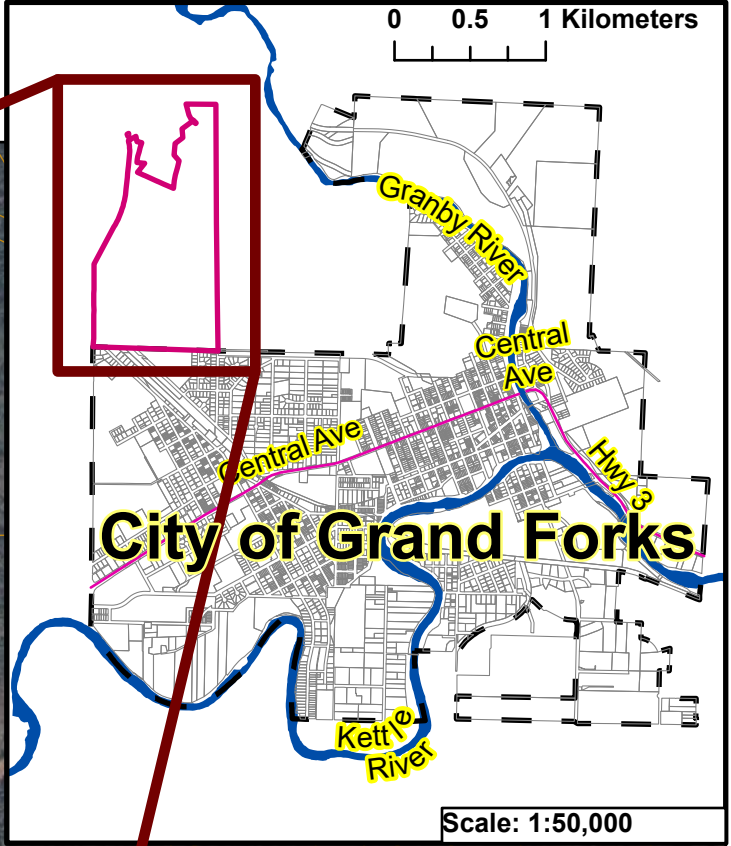 0 0.5 1 Kilometers
Granby River
Central
Ave
Central Ave
Hwy 3
City of Grand Forks
Kettle
River
Scale: 1:50,000